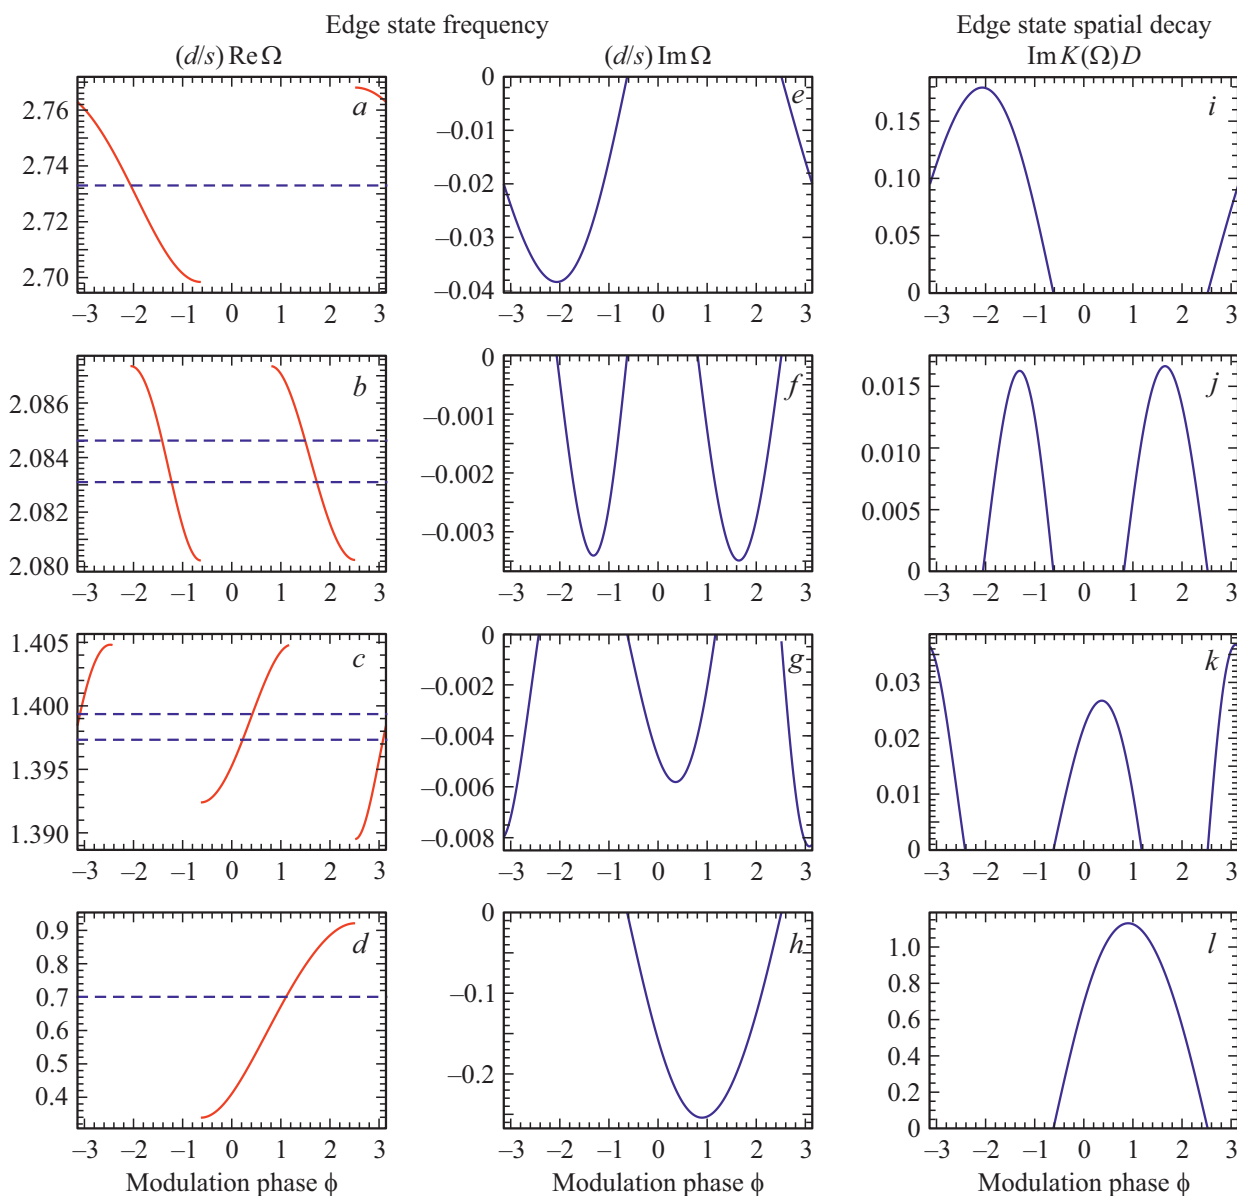 Edge state frequency
Edge state spatial decay
(d/s) Re Ω
(d/s) Im Ω
Im K(Ω)D
a
2.76
2.74
2.72
2.70
–3 –2 –1 0 1 2 3
e
0
–0.01
–0.02
–0.03
–0.04
–3 –2 –1 0 1 2 3
i
0.15
0.10
0.05
0
–3 –2 –1 0 1 2 3
b
2.086
2.084
2.082
2.080
–3 –2 –1 0 1 2 3
f
0
–0.001
–0.002
–0.003
–3 –2 –1 0 1 2 3
j
0.015
0.010
0.005
0
–3 –2 –1 0 1 2 3
c
1.405
1.400
1.395
1.390
–3 –2 –1 0 1 2 3
g
0
–0.002
–0.004
–0.006
–0.008
–3 –2 –1 0 1 2 3
k
0.03
0.02
0.01
0
–3 –2 –1 0 1 2 3
d
0.9
0.8
0.7
0.6
0.5
0.4
–3 –2 –1 0 1 2 3
Modulation phase ϕ
h
0
–0.1
–0.2
–3 –2 –1 0 1 2 3
Modulation phase ϕ
l
1.0
0.8
0.6
0.4
0.2
0
–3 –2 –1 0 1 2 3
Modulation phase ϕ